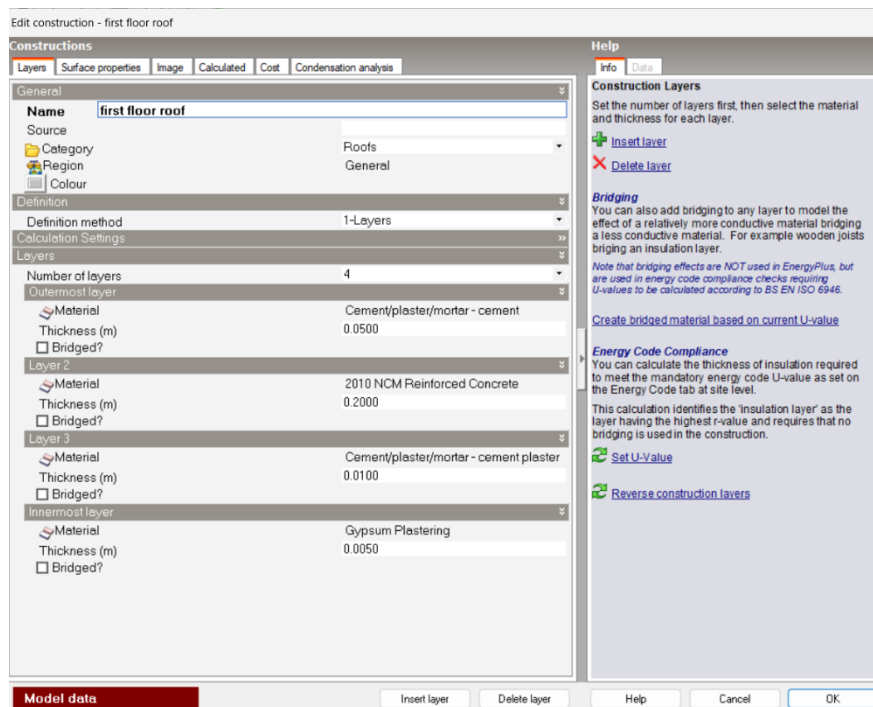 Edit construction - first floor roof
Constructions
Layers Surface properties Image Calculated Cost Condensation analysis
General
Name first floor roof
Source
Category Roofs
Region General
Colour
Definition
Definition method 1-Layers
Calculation Settings
Layers
Number of layers 4
Outermost layer
Material Cement/plaster/mortar - cement
Thickness (m) 0.0500
Bridged?
Layer 2
Material 2010 NCM Reinforced Concrete
Thickness (m) 0.2000
Bridged?
Layer 3
Material Cement/plaster/mortar - cement plaster
Thickness (m) 0.0100
Bridged?
Innermost layer
Material Gypsum Plastering
Thickness (m) 0.0050
Bridged?
Model data
Insert layer Delete layer
Help
Info Data
Construction Layers
Set the number of layers first, then select the material
and thickness for each layer.
Insert layer
Delete layer
Bridging
You can also add bridging to any layer to model the
effect of a relatively more conductive material bridging
a less conductive material. For example wooden joists
briging an insulation layer.
Note that bridging effects are NOT used in EnergyPlus, but
are used in energy code compliance checks requiring
U-values to be calculated according to BS EN ISO 6946.
Create bridged material based on current U-value
Energy Code Compliance
You can calculate the thickness of insulation required
to meet the mandatory energy code U-value as set on
the Energy Code tab at site level.
This calculation identifies the 'insulation layer' as the
layer having the highest r-value and requires that no
bridging is used in the construction.
Set U-Value
Reverse construction layers
Help Cancel OK